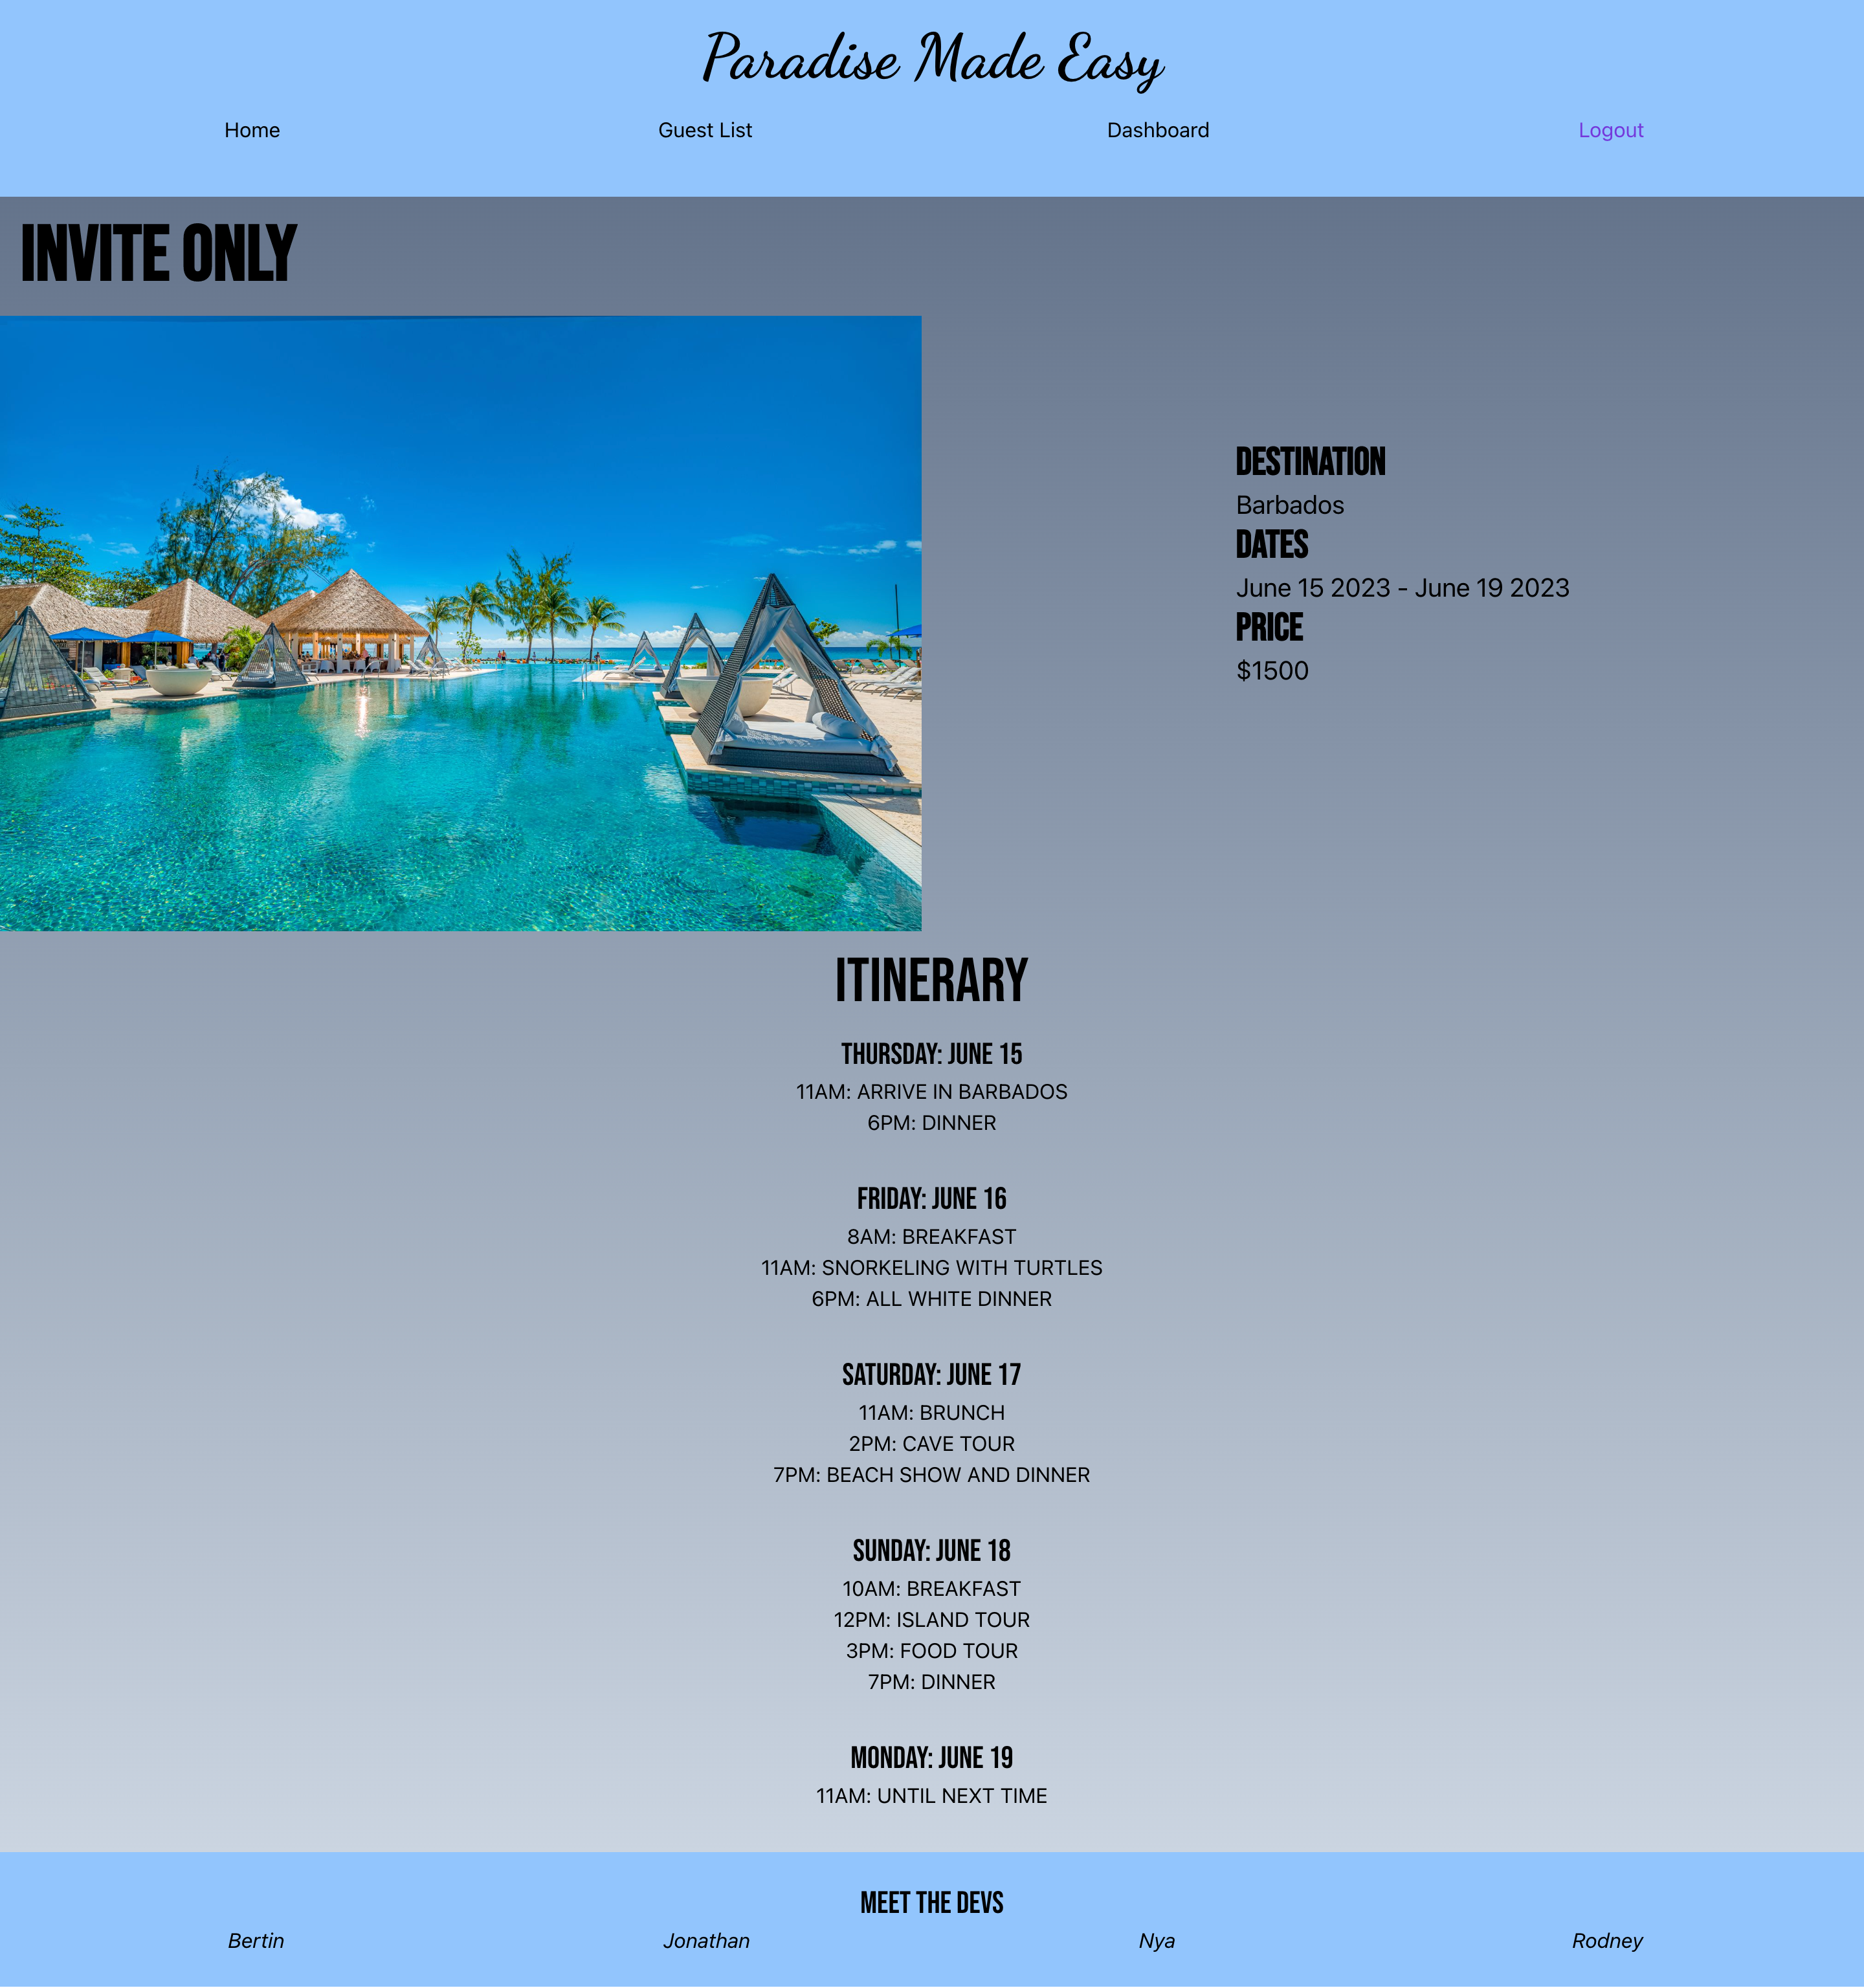 Paradise Made Easy
Home
Guest List
Dashboard
Logout
INVITE ONLY
DESTINATION
Barbados
DATES
June 15 2023 - June 19 2023
PRICE
$1500
ITINERARY
THURSDAY: JUNE 15
11AM: ARRIVE IN BARBADOS
6PM: DINNER
FRIDAY: JUNE 16
8AM: BREAKFAST
11AM: SNORKELING WITH TURTLES
6PM: ALL WHITE DINNER
SATURDAY: JUNE 17
11AM: BRUNCH
2PM: CAVE TOUR
7PM: BEACH SHOW AND DINNER
SUNDAY: JUNE 18
10AM: BREAKFAST
12PM: ISLAND TOUR
3PM: FOOD TOUR
7PM: DINNER
MONDAY: JUNE 19
11AM: UNTIL NEXT TIME
MEET THE DEVS
Bertin
Jonathan
Nya
Rodney